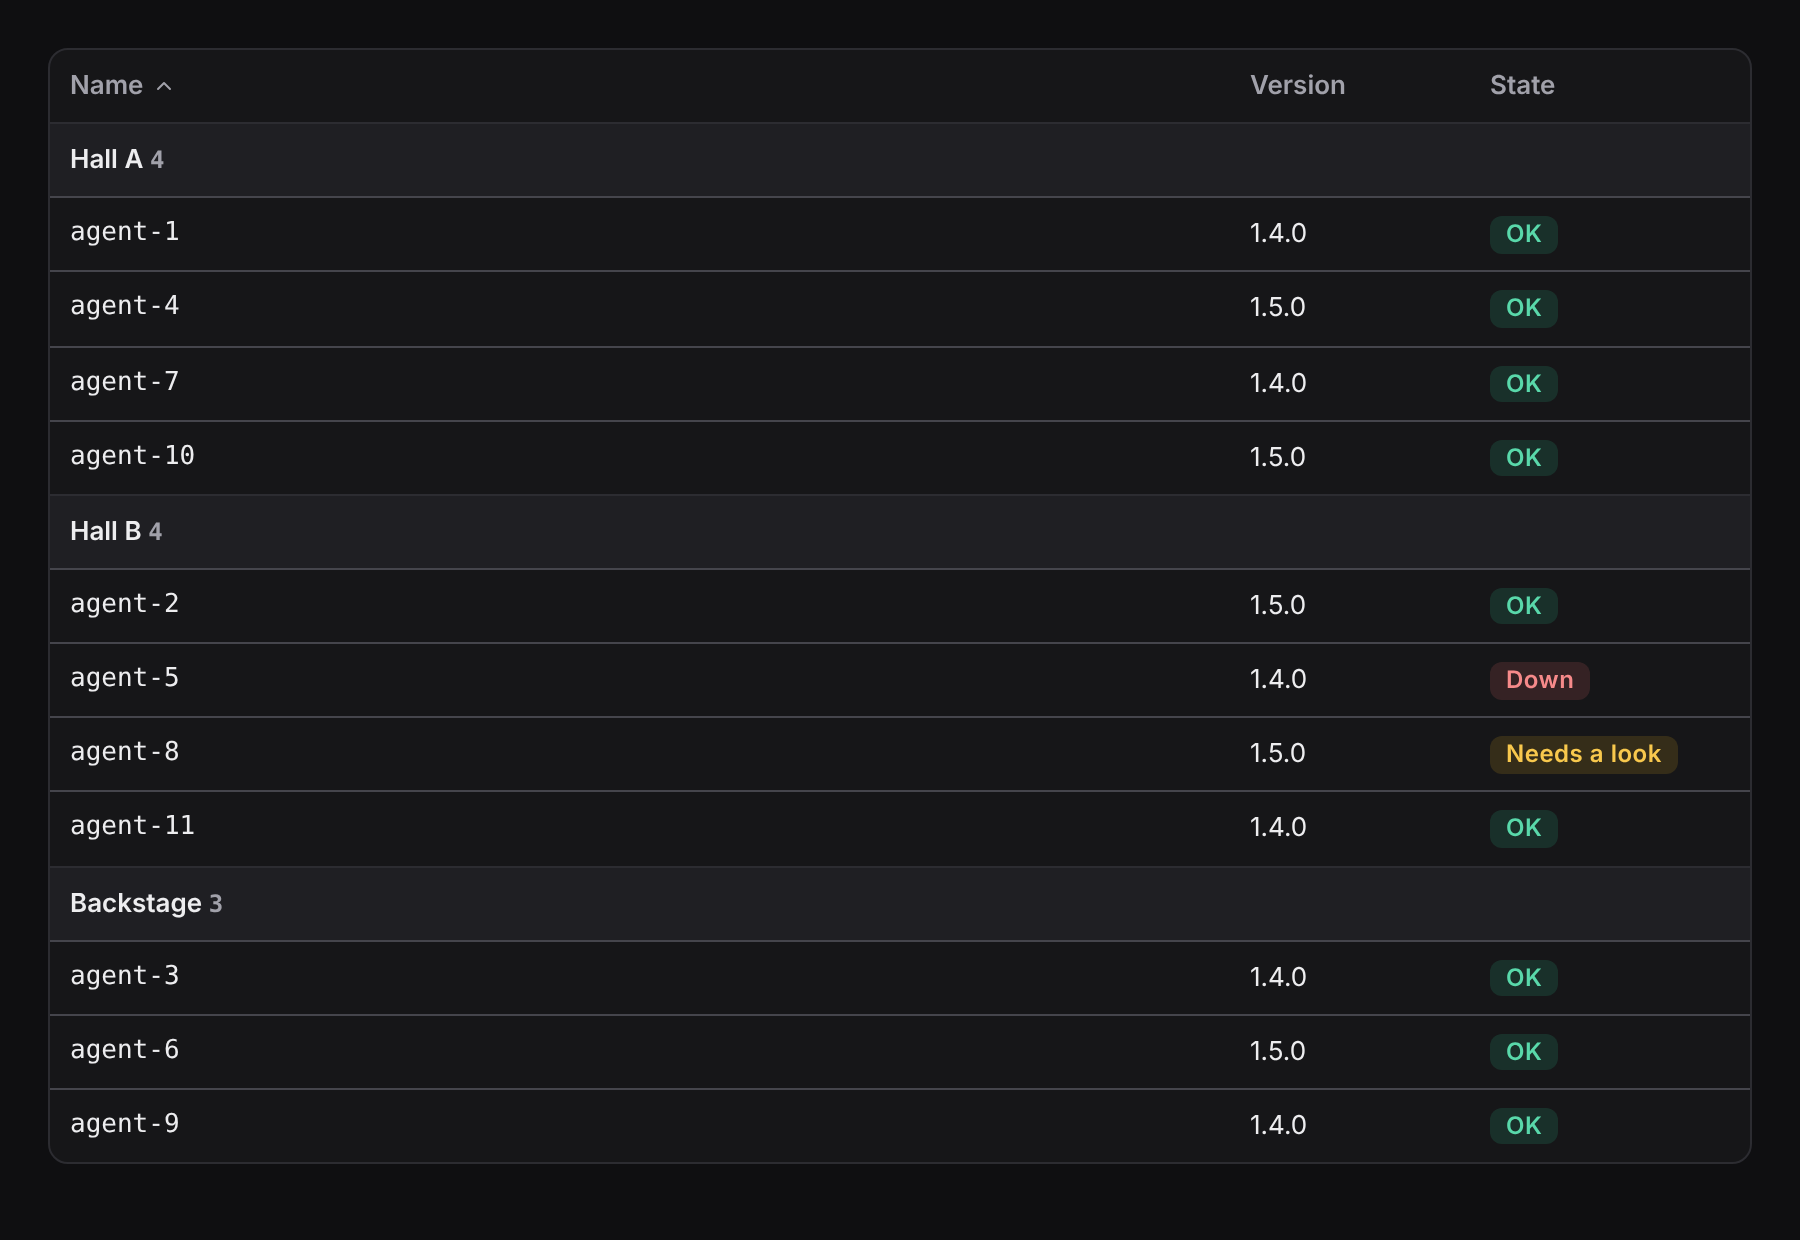 Name Version State
Hall A 4
agent-1 1.4.0 OK
agent-4 1.5.0 OK
agent-7 1.4.0 OK
agent-10 1.5.0 OK
Hall B 4
agent-2 1.5.0 OK
agent-5 1.4.0 Down
agent-8 1.5.0 Needs a look
agent-11 1.4.0 OK
Backstage 3
agent-3 1.4.0 OK
agent-6 1.5.0 OK
agent-9 1.4.0 OK